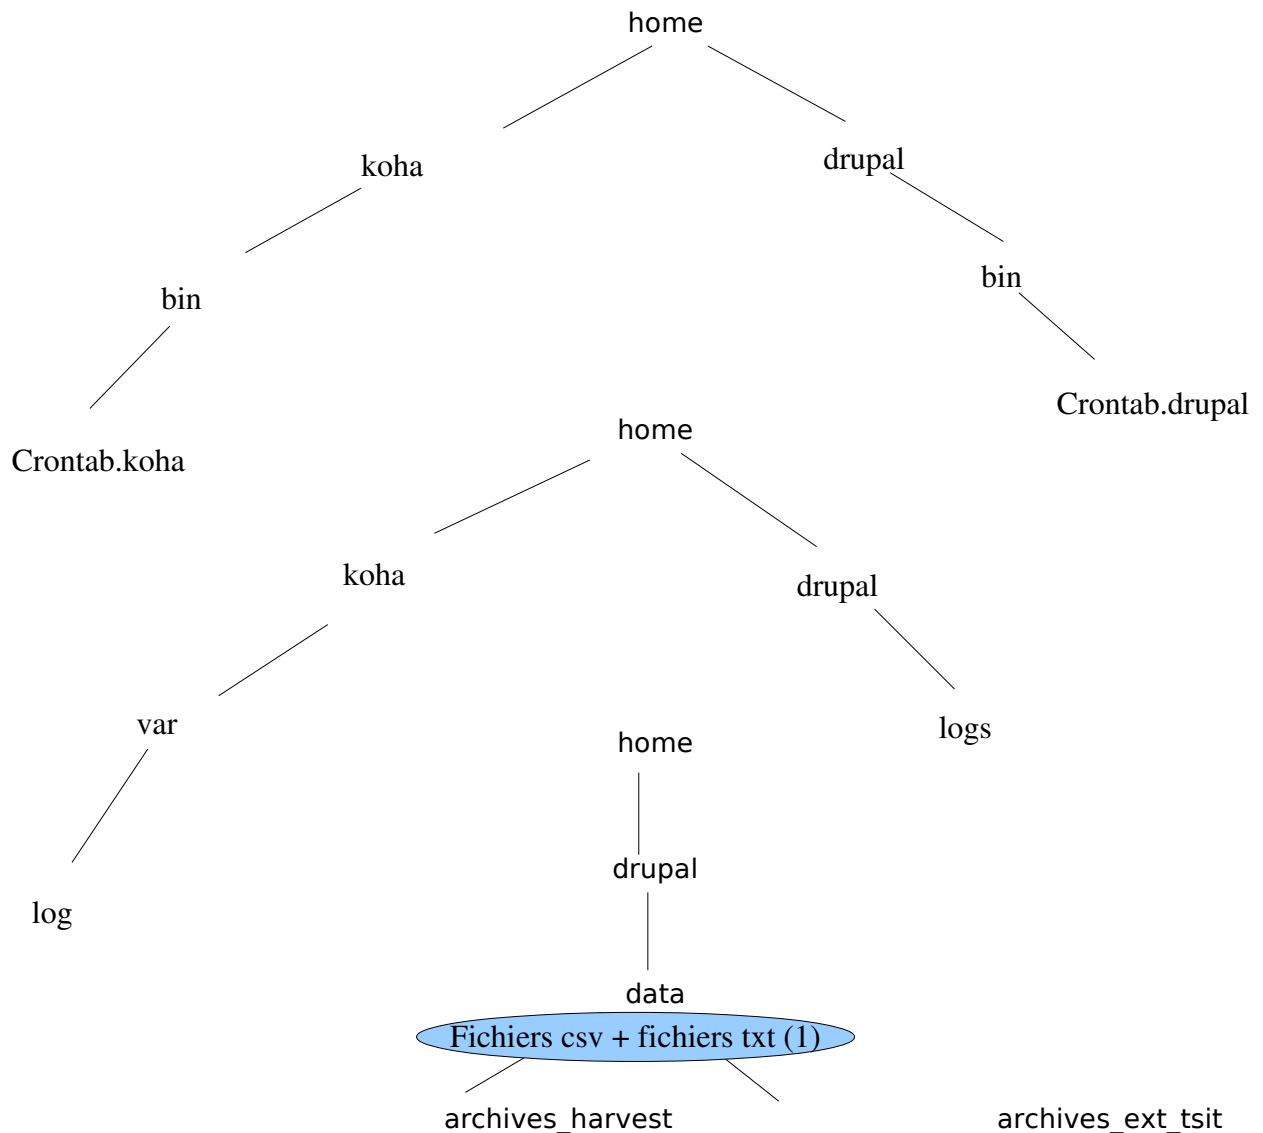 home
koha
drupal
bin
bin
Crontab.koha
Crontab.drupal
home
koha
drupal
var
logs
log
home
drupal
data
Fichiers csv + fichiers txt (1)
archives_harvest
archives_ext_tsit